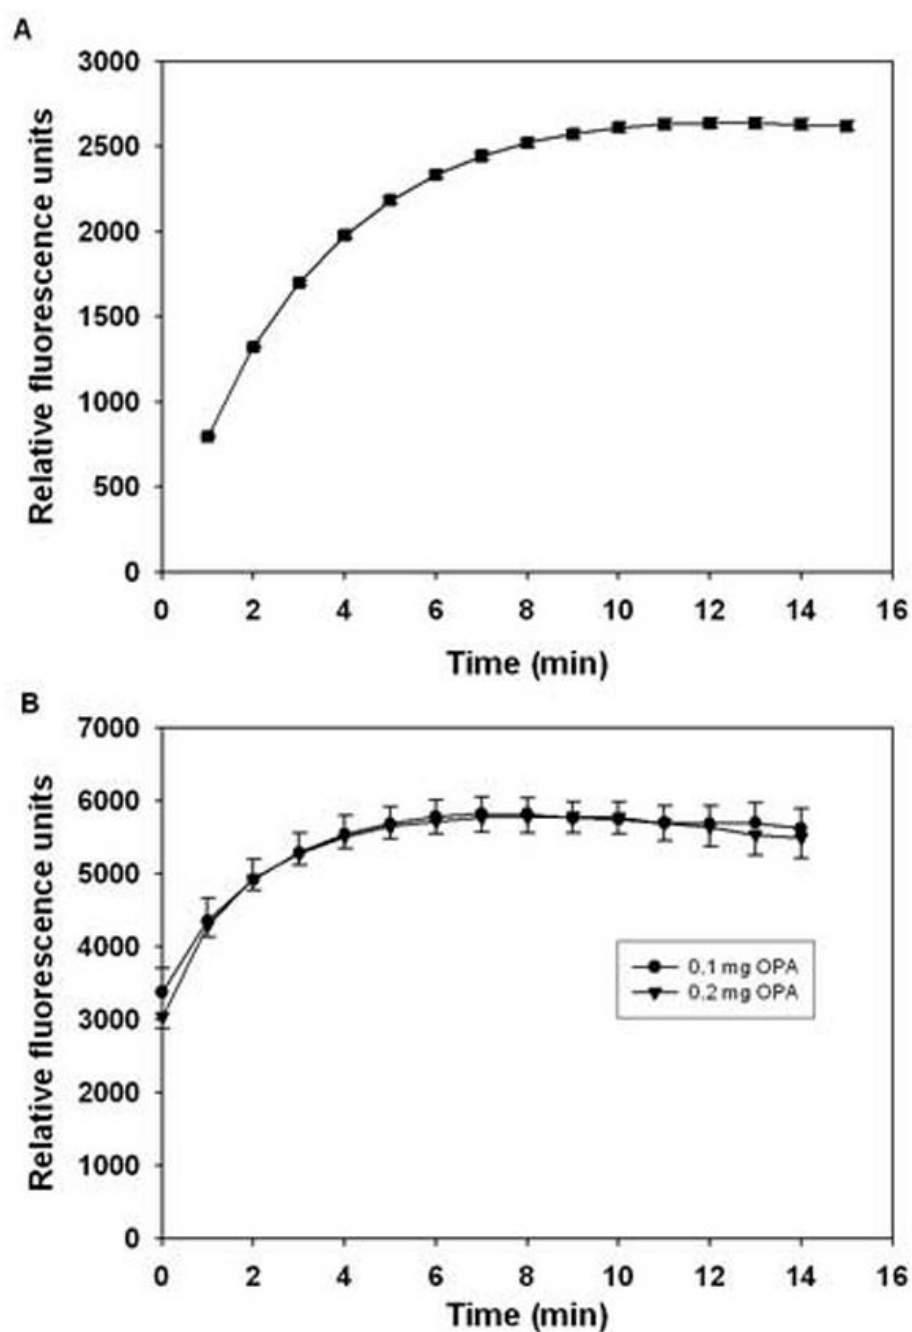 A
Relative fluorescence units
3000
2500
2000
1500
1000
500
0
0 2 4 6 8 10 12 14 16
Time (min)
B
Relative fluorescence units
7000
6000
5000
4000
3000
2000
1000
0
0.1 mg OPA
0.2 mg OPA
0 2 4 6 8 10 12 14 16
Time (min)